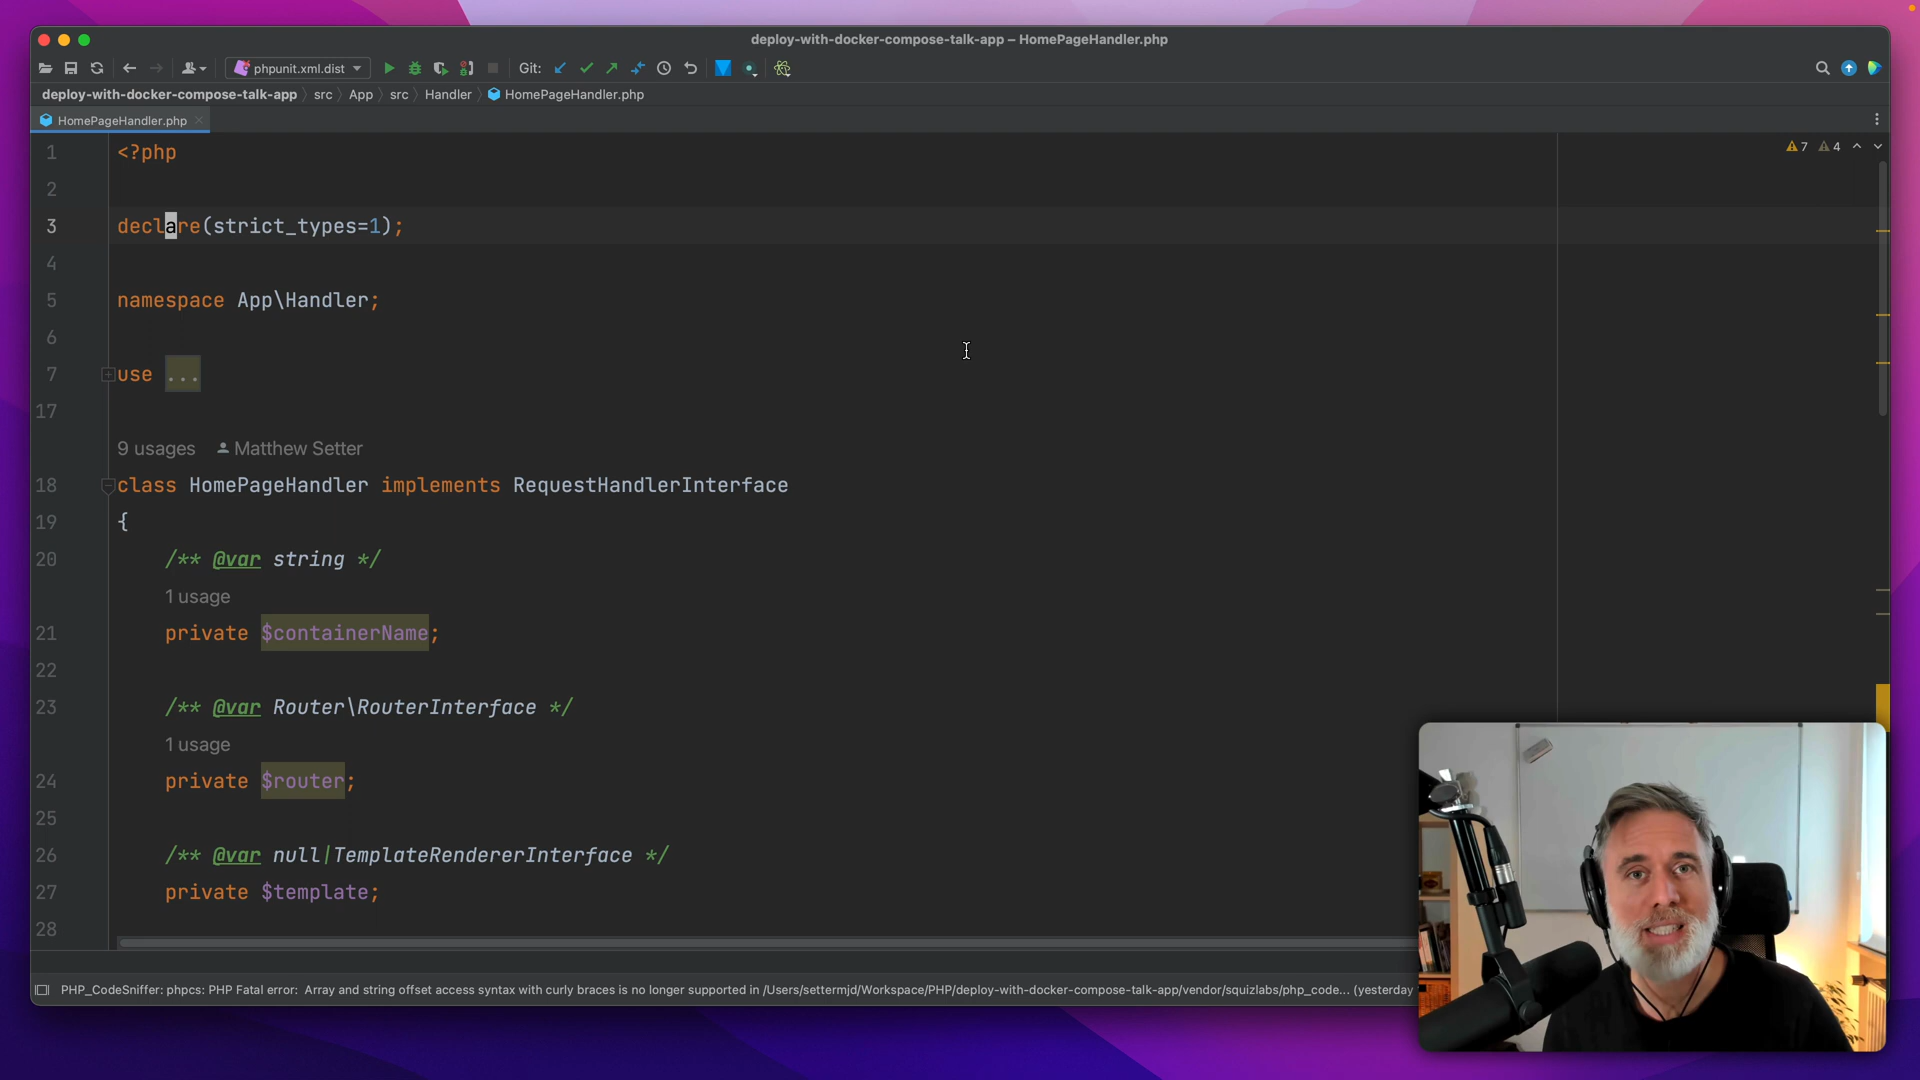 deploy-with-docker-compose-talk-app – HomePageHandler.php
phpunit.xml.dist
Git:
deploy-with-docker-compose-talk-app src App src Handler HomePageHandler.php
HomePageHandler.php
7 4
1 <?php
2
3 declare(strict_types=1);
4
5 namespace App\Handler;
6
7 use ...
17
9 usages Matthew Setter
18 class HomePageHandler implements RequestHandlerInterface
19 {
20 /** @var string */
1 usage
21 private $containerName;
22
23 /** @var Router\RouterInterface */
1 usage
24 private $router;
25
26 /** @var null|TemplateRendererInterface */
27 private $template;
28
PHP_CodeSniffer: phpcs: PHP Fatal error: Array and string offset access syntax with curly braces is no longer supported in /Users/settermjd/Workspace/PHP/deploy-with-docker-compose-talk-app/vendor/squizlabs/php_code... (yesterday